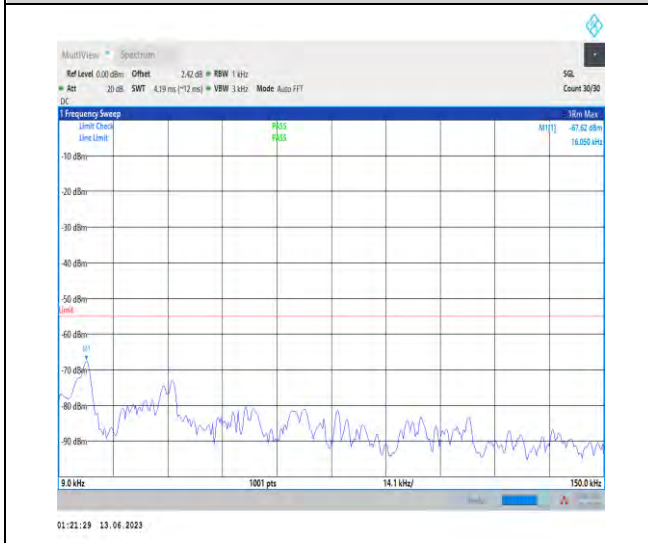 MultiView Spectrum
Ref Level 0.00 dBm Offset 2.42 dB RBW 1 kHz SGL
Att 20 dB SWT 4.19 ms (~12 ms) VBW 3 kHz Mode Auto FFT Count 30/30
DC
1 Frequency Sweep 1Rm Max
Limit Check PASS M1[1] -67.62 dBm
Line Limit PASS 16.050 kHz
-10 dBm
-20 dBm
-30 dBm
-40 dBm
-50 dBm
Limit
-60 dBm
M1
-70 dBm
-80 dBm
-90 dBm
9.0 kHz 1001 pts 14.1 kHz/ 150.0 kHz
01:21:29 13.06.2023